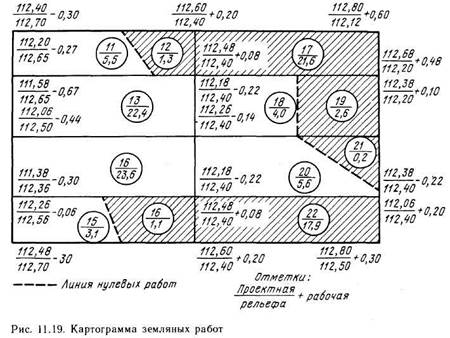 112,40/112,70 -0,30 112,60/112,40 +0,20 112,80/112,12 +0,60
112,20/112,65 -0,27 11/5,5 12/1,3 112,48/112,40 +0,08 17/21,6 112,68/112,20 +0,48
111,58/112,65 -0,67 13/22,4 112,18/112,40 -0,22 18/4,0 19/2,6 112,38/112,20 +0,10
112,06/112,50 -0,44 112,26/112,40 -0,14
21/0,2
111,38/112,36 -0,30 16/23,6 112,18/112,40 -0,22 20/5,6 112,38/112,40 -0,22
112,26/112,56 -0,06 15/3,1 16/1,1 112,48/112,40 +0,08 22/17,9 112,06/112,40 +0,20
112,48/112,70 -30 112,60/112,40 +0,20 112,80/112,50 +0,30
Линия нулевых работ
Отметки:
Проектная/рельефа + рабочая
Рис. 11.19. Картограмма земляных работ